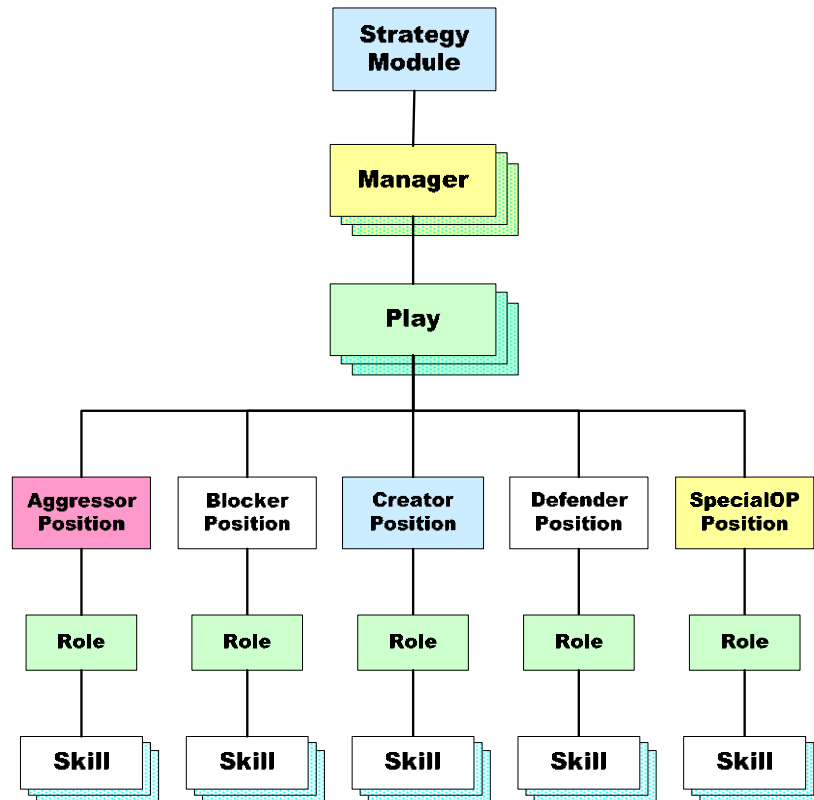 Strategy
Module
Manager
Play
Aggressor
Position
Blocker
Position
Creator
Position
Defender
Position
SpecialOP
Position
Role
Role
Role
Role
Role
Skill
Skill
Skill
Skill
Skill